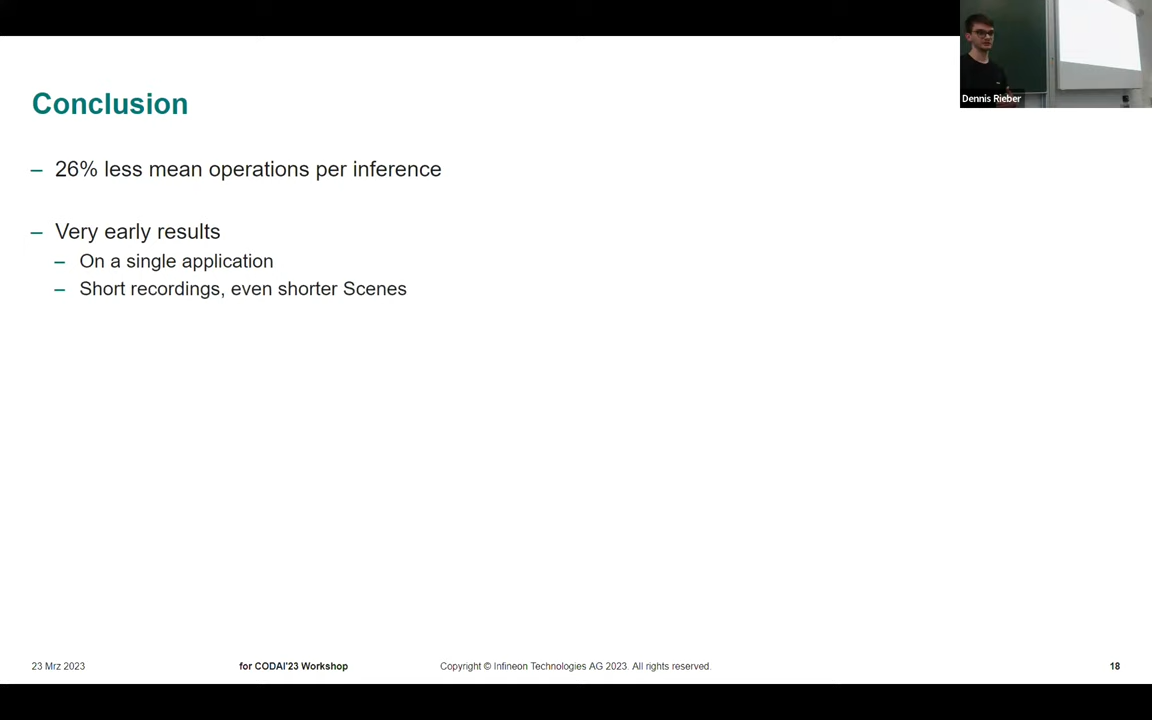 Dennis Rieber
Conclusion
– 26% less mean operations per inference
– Very early results
– On a single application
– Short recordings, even shorter Scenes
23 Mrz 2023
for CODAI'23 Workshop
Copyright © Infineon Technologies AG 2023. All rights reserved.
18